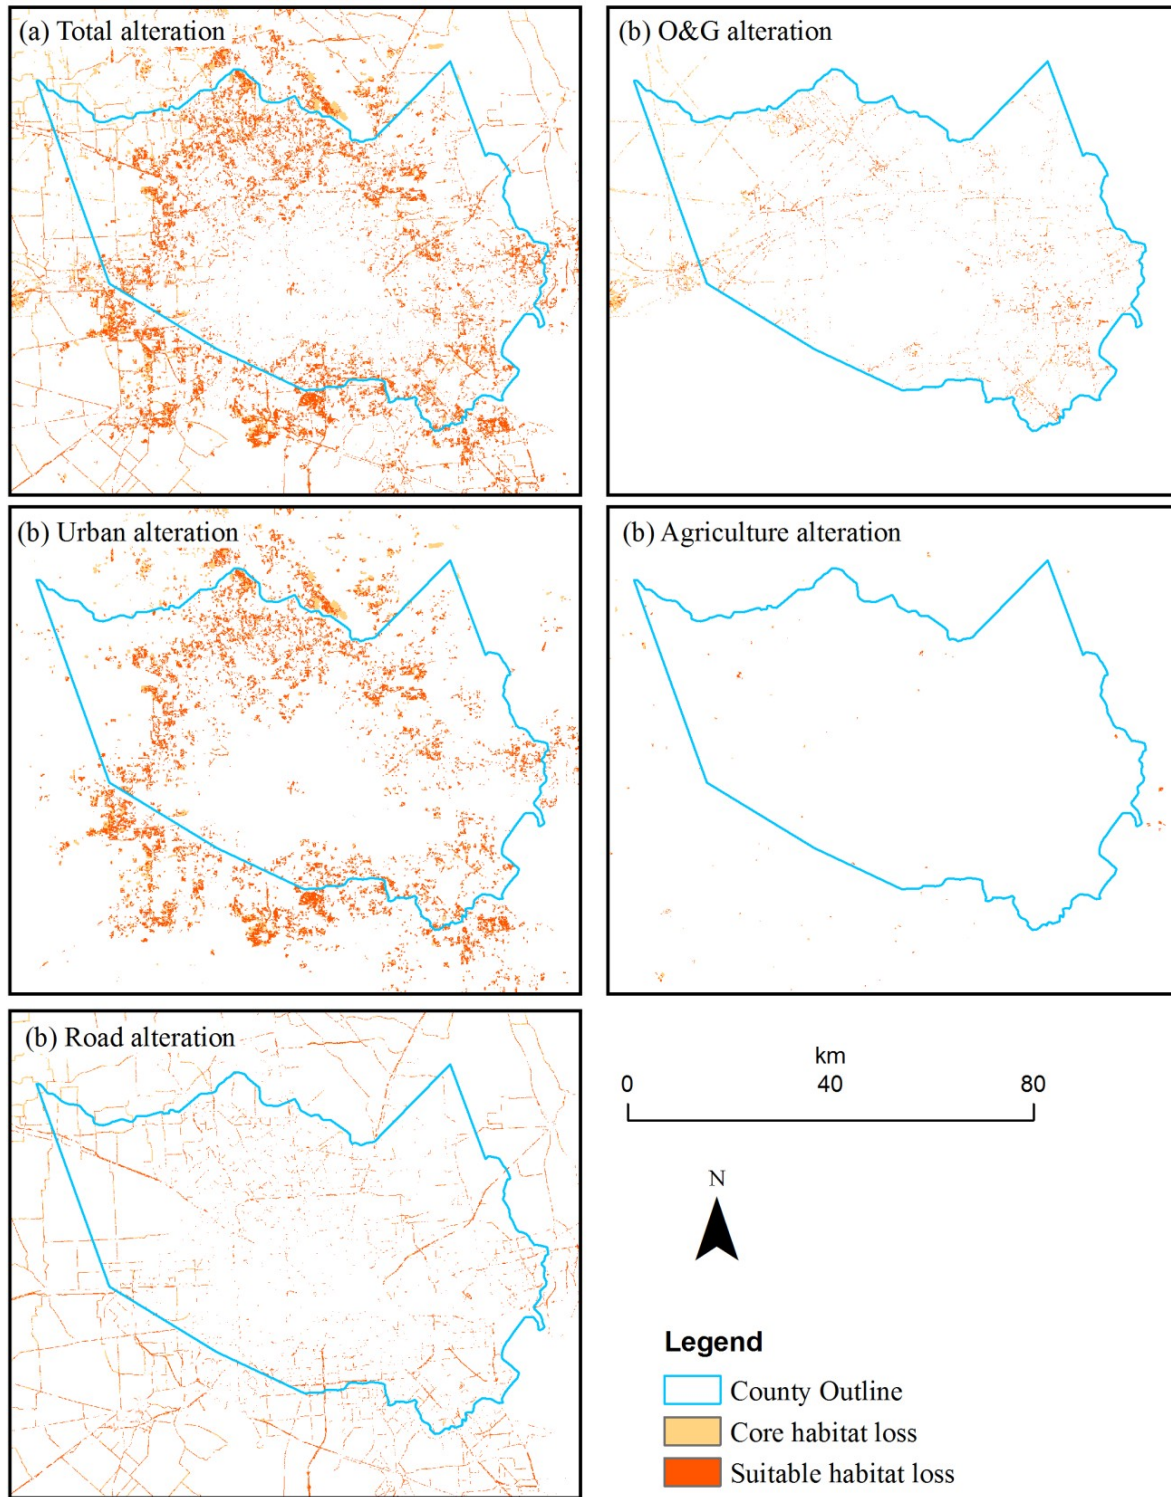 (a) Total alteration
(b) O&G alteration
(b) Urban alteration
(b) Agriculture alteration
(b) Road alteration
km
0 40 80
N
Legend
County Outline
Core habitat loss
Suitable habitat loss